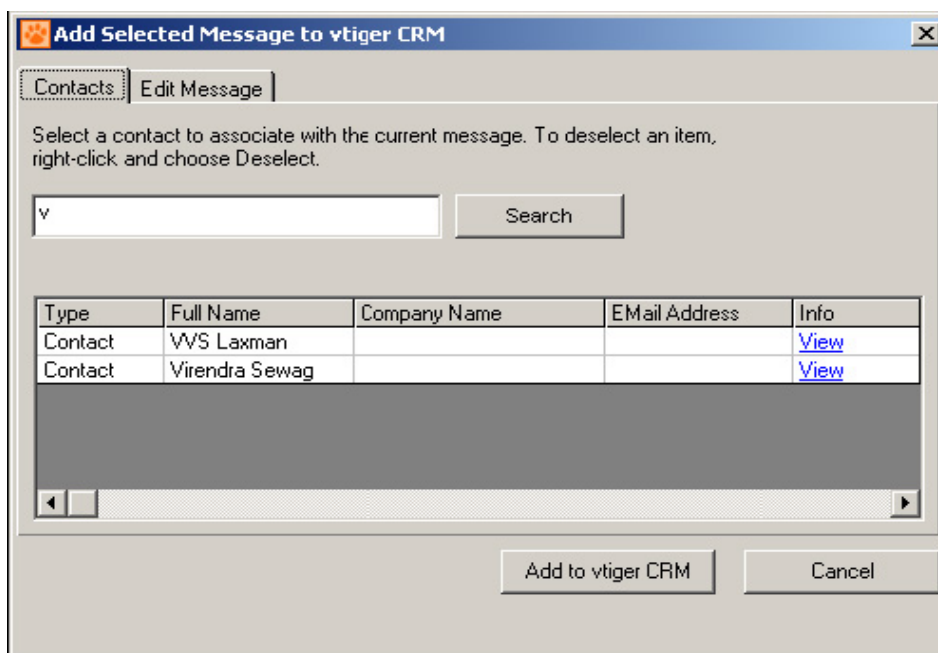 Add Selected Message to vtiger CRM
Contacts Edit Message
Select a contact to associate with the current message. To deselect an item,
right-click and choose Deselect.
v Search
Type Full Name Company Name EMail Address Info
Contact VVS Laxman View
Contact Virendra Sewag View
Add to vtiger CRM Cancel